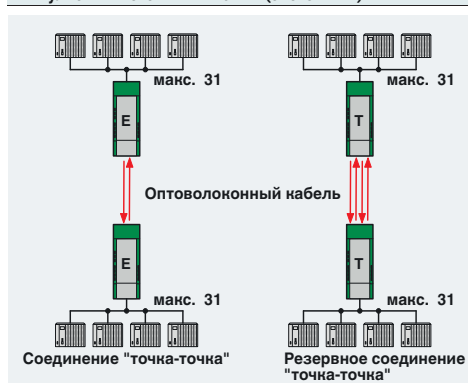 макс. 31
макс. 31
E
T
Оптоволоконный кабель
E
T
макс. 31
макс. 31
Соединение "точка-точка"
Резервное соединение
"точка-точка"